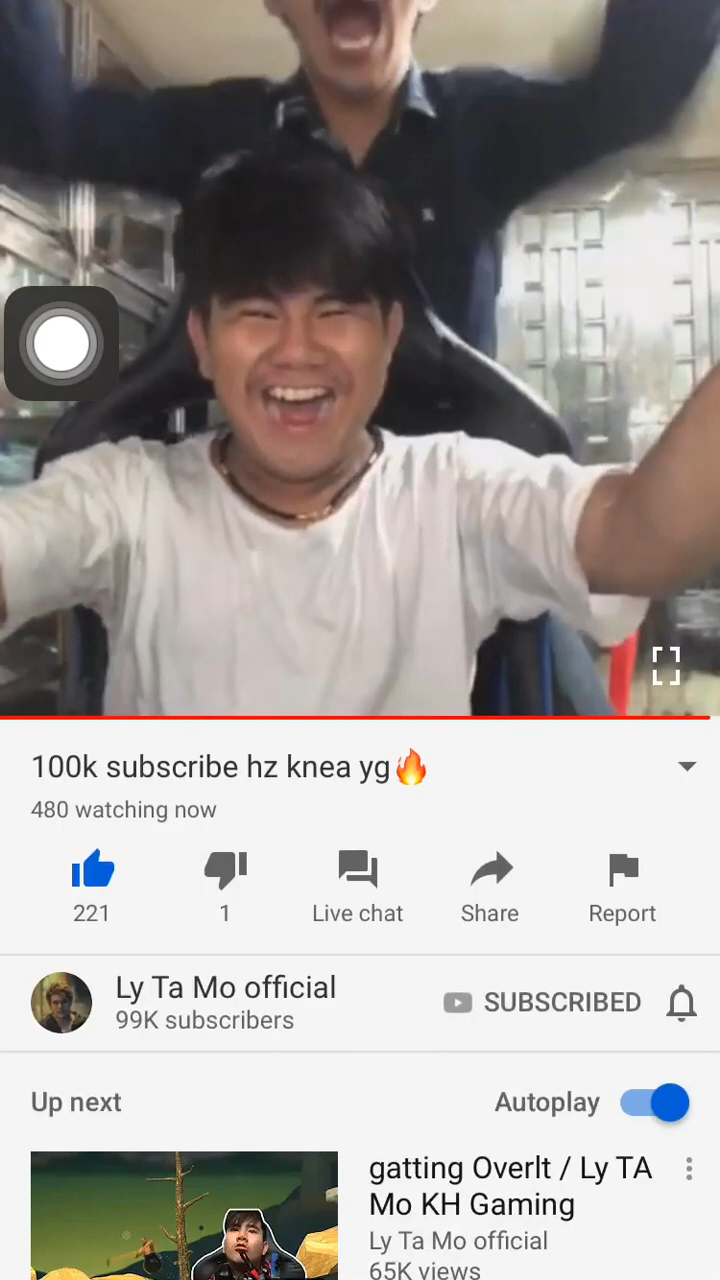 100k subscribe hz knea yg🔥
480 watching now
221
1
Live chat
Share
Report
Ly Ta Mo official
99K subscribers
SUBSCRIBED
Up next
Autoplay
gatting OverIt / Ly TA
Mo KH Gaming
Ly Ta Mo official
65K views